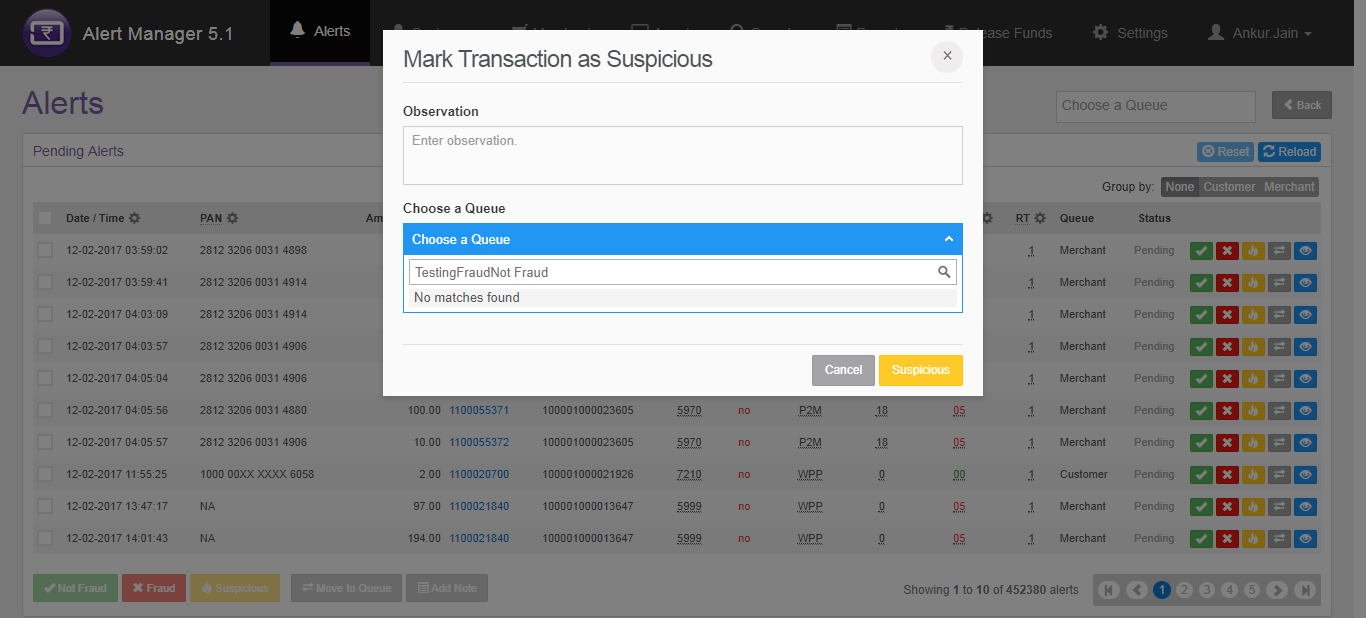 Alert Manager 5.1
Alerts
Release Funds
Settings
Ankur.Jain
Mark Transaction as Suspicious
×
Observation
Enter observation.
Choose a Queue
Choose a Queue
TestingFraudNot Fraud
No matches found
Cancel
Suspicious
Alerts
Choose a Queue
Back
Pending Alerts
Reset
Reload
Group by: None Customer Merchant
Date / Time PAN Am RT Queue Status
12-02-2017 03:59:02 2812 3206 0031 4898 1 Merchant Pending
12-02-2017 03:59:41 2812 3206 0031 4914 1 Merchant Pending
12-02-2017 04:03:09 2812 3206 0031 4914 1 Merchant Pending
12-02-2017 04:03:57 2812 3206 0031 4906 1 Merchant Pending
12-02-2017 04:05:04 2812 3206 0031 4906 1 Merchant Pending
12-02-2017 04:05:56 2812 3206 0031 4880 100.00 1100055371 100001000023605 5970 no P2M 18 05 1 Merchant Pending
12-02-2017 04:05:57 2812 3206 0031 4906 10.00 1100055372 100001000023605 5970 no P2M 18 05 1 Merchant Pending
12-02-2017 11:55:25 1000 00XX XXXX 6058 2.00 1100020700 100001000021926 7210 no WPP 0 00 1 Customer Pending
12-02-2017 13:47:17 NA 97.00 1100021840 100001000013647 5999 no WPP 0 05 1 Merchant Pending
12-02-2017 14:01:43 NA 194.00 1100021840 100001000013647 5999 no WPP 0 05 1 Merchant Pending
Not Fraud Fraud Suspicious Move to Queue Add Note Showing 1 to 10 of 452380 alerts 1 2 3 4 5